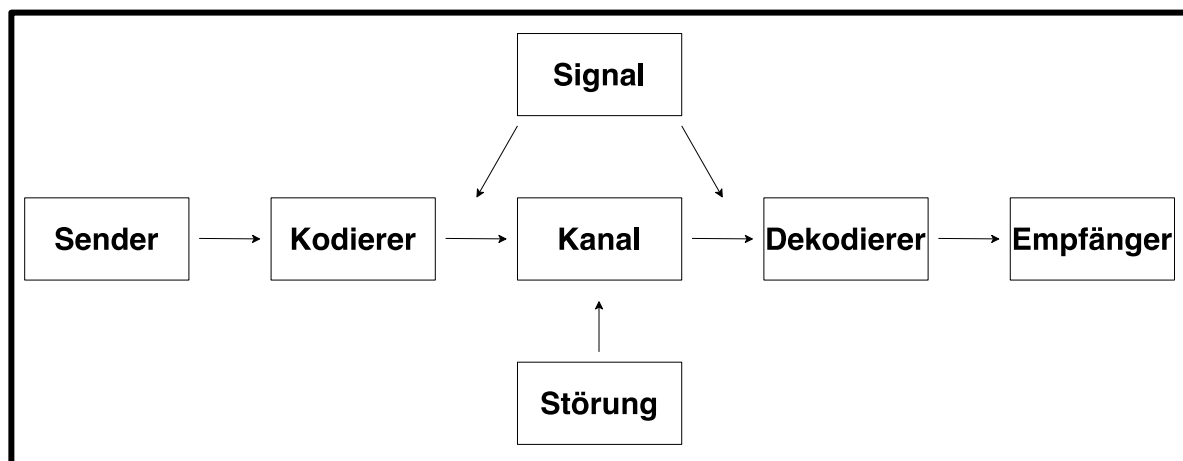 Signal
Sender
Kodierer
Kanal
Dekodierer
Empfänger
Störung